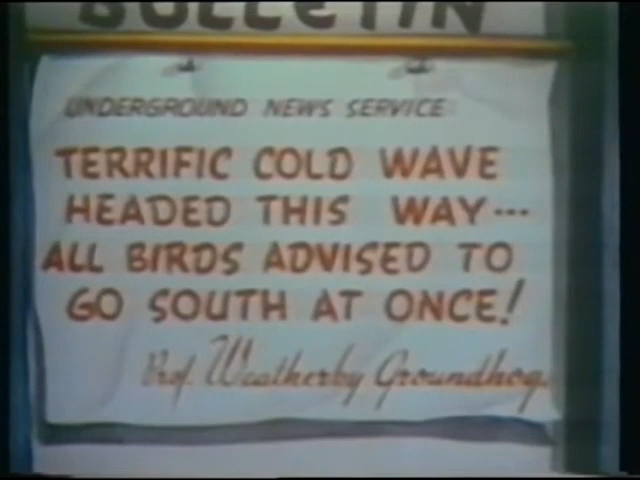 BULLETIN
UNDERGROUND NEWS SERVICE
TERRIFIC COLD WAVE
HEADED THIS WAY---
ALL BIRDS ADVISED TO
GO SOUTH AT ONCE!
Prof. Weatherby Groundhog.